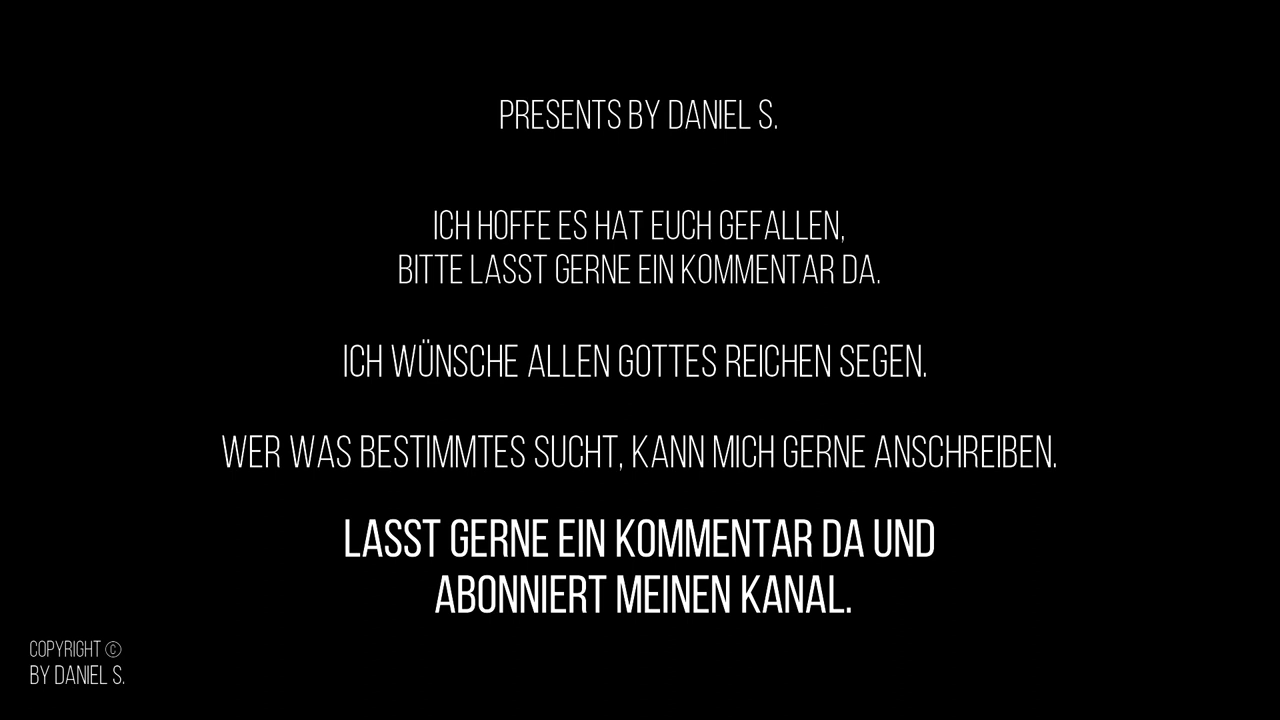 PRESENTS BY DANIEL S.
ICH HOFFE ES HAT EUCH GEFALLEN,
BITTE LASST GERNE EIN KOMMENTAR DA.
ICH WÜNSCHE ALLEN GOTTES REICHEN SEGEN.
WER WAS BESTIMMTES SUCHT, KANN MICH GERNE ANSCHREIBEN.
LASST GERNE EIN KOMMENTAR DA UND
ABONNIERT MEINEN KANAL.
COPYRIGHT ©
BY DANIEL S.